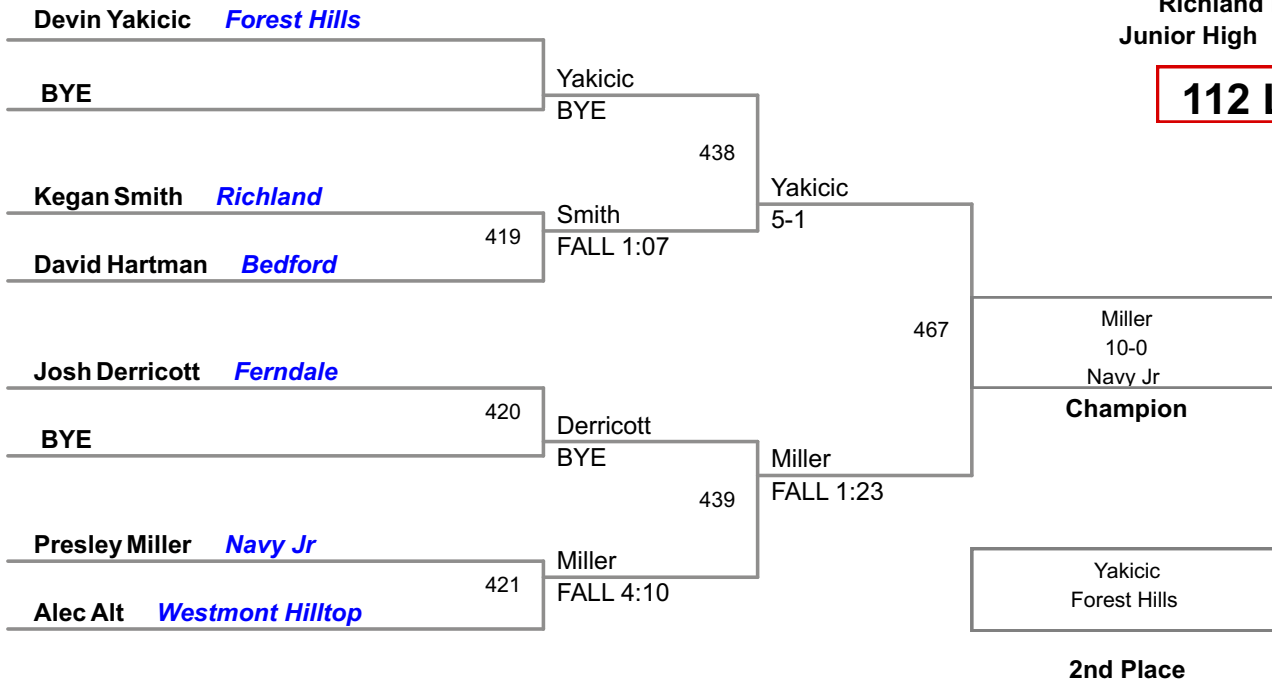 Richland
Junior High
112
Devin Yakicic Forest Hills
BYE
Yakicic
BYE
438
Kegan Smith Richland
419
David Hartman Bedford
Smith
FALL 1:07
Yakicic
5-1
467
Miller
10-0
Navy Jr
Champion
Josh Derricott Ferndale
420
BYE
Derricott
BYE
439
Miller
FALL 1:23
Presley Miller Navy Jr
421
Alec Alt Westmont Hilltop
Miller
FALL 4:10
Yakicic
Forest Hills
2nd Place